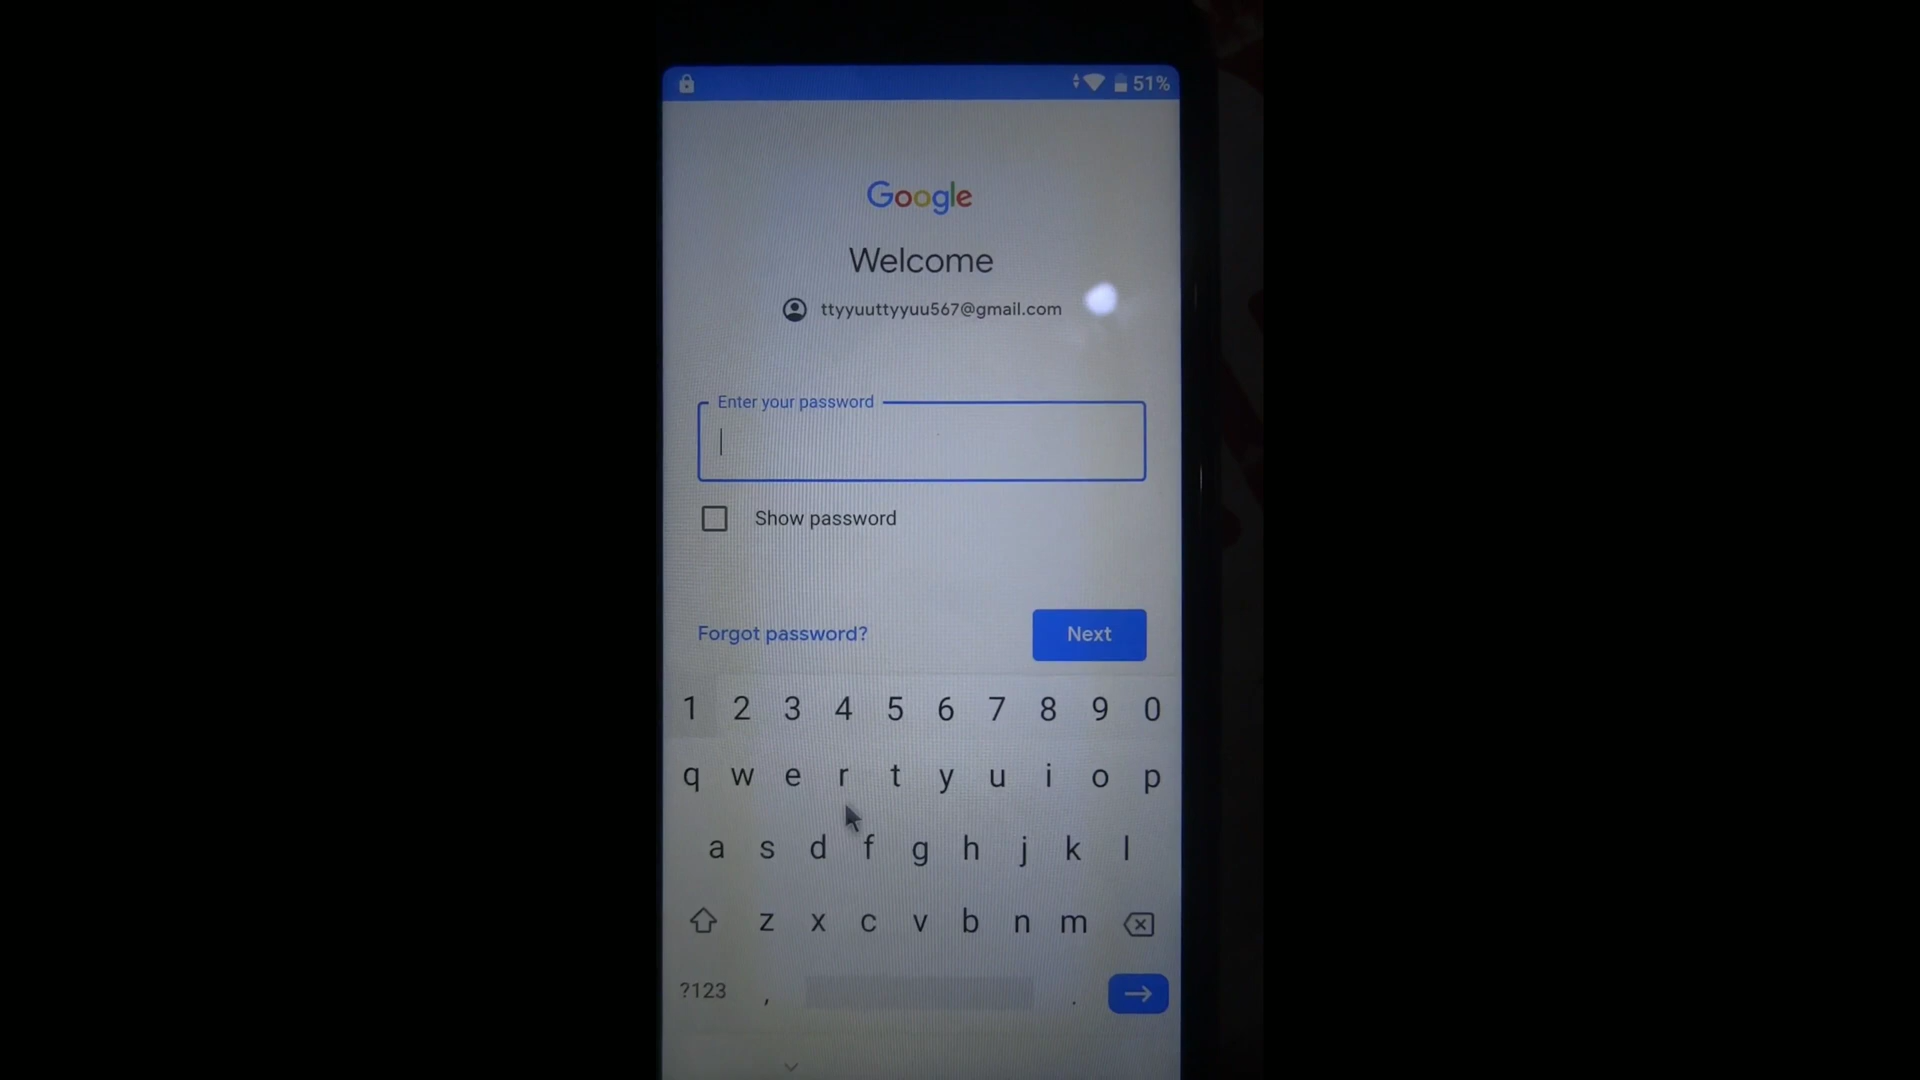 51%
Google
Welcome
ttyyuuttyyuu567@gmail.com
Enter your password
Show password
Forgot password?
Next
1 2 3 4 5 6 7 8 9 0
q w e r t y u i o p
a s d f g h j k l
z x c v b n m
?123 , .